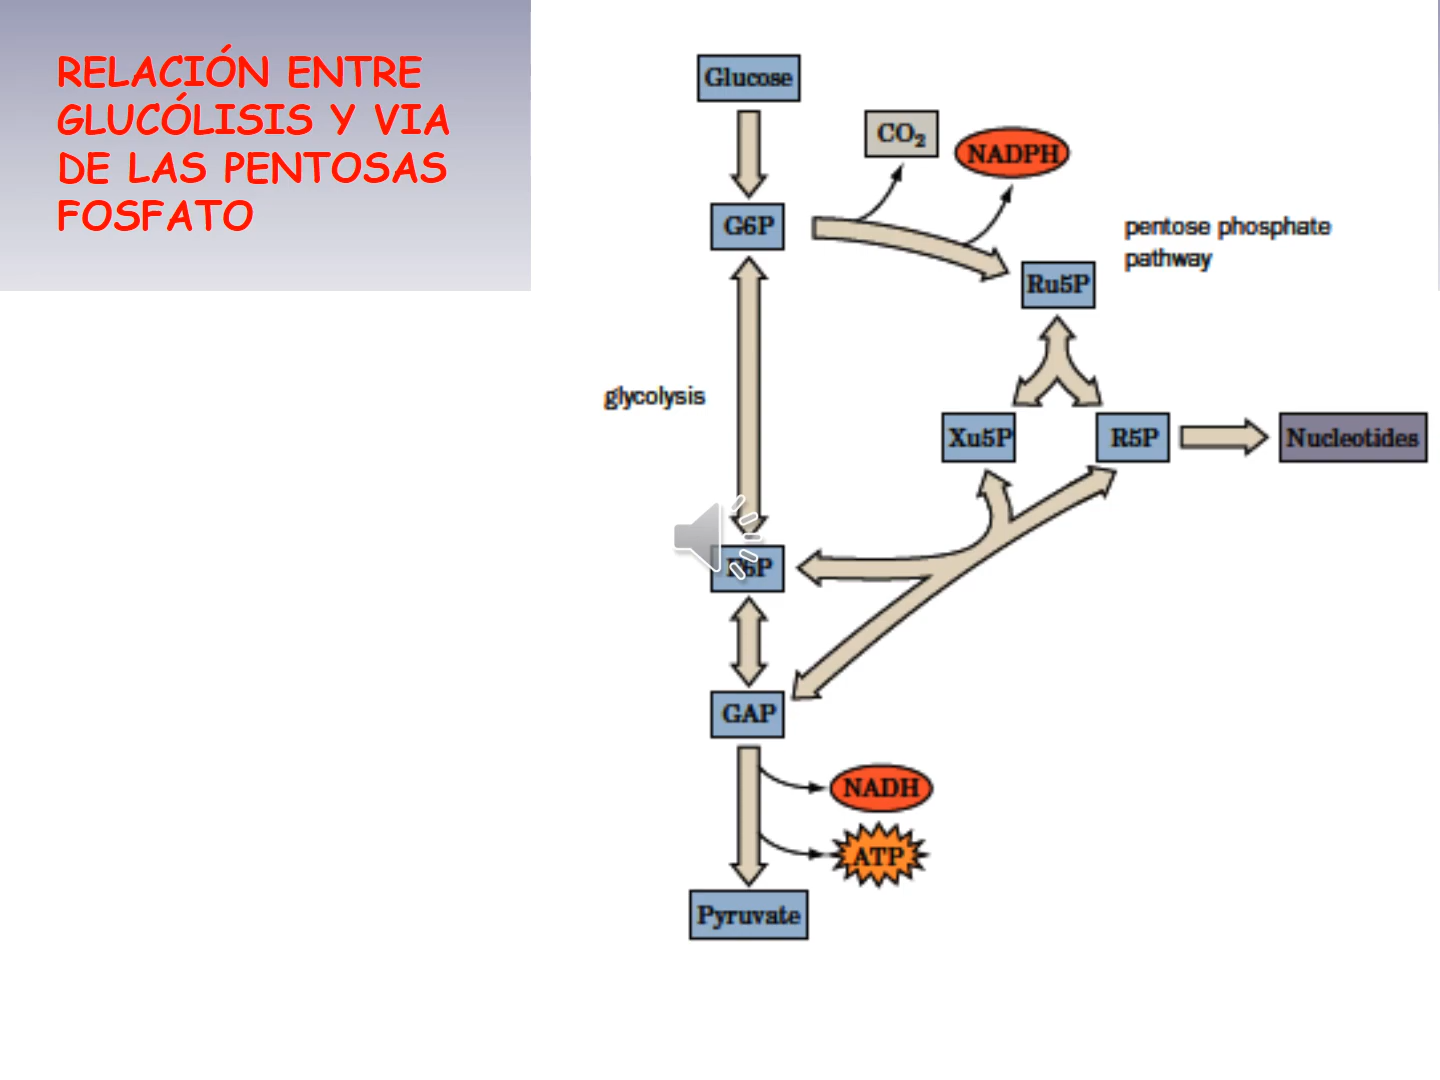 RELACIÓN ENTRE
GLUCÓLISIS Y VIA
DE LAS PENTOSAS
FOSFATO
Glucose
CO₂
NADPH
G6P
pentose phosphate
pathway
Ru5P
glycolysis
Xu5P
R5P
Nucleotides
F6P
GAP
NADH
ATP
Pyruvate